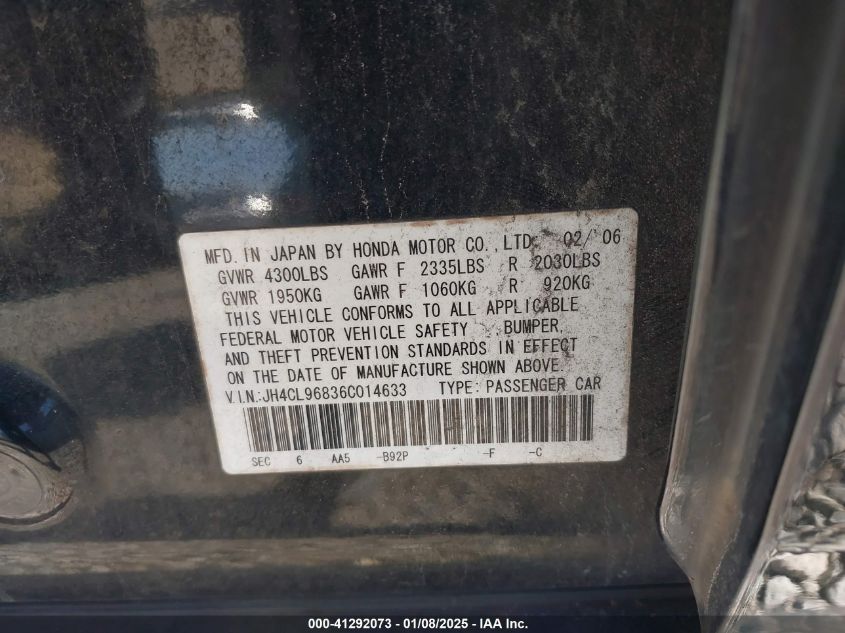 MFD. IN JAPAN BY HONDA MOTOR CO., LTD. 02/'06
GVWR 4300LBS GAWR F 2335LBS R 2030LBS
GVWR 1950KG GAWR F 1060KG R 920KG
THIS VEHICLE CONFORMS TO ALL APPLICABLE
FEDERAL MOTOR VEHICLE SAFETY, BUMPER,
AND THEFT PREVENTION STANDARDS IN EFFECT
ON THE DATE OF MANUFACTURE SHOWN ABOVE.
V.I.N.:JH4CL96836C014633 TYPE: PASSENGER CAR
SEC 6 AA5 -B92P - -F -C
000-41292073 | 01/08/2025 | © IAA Inc.